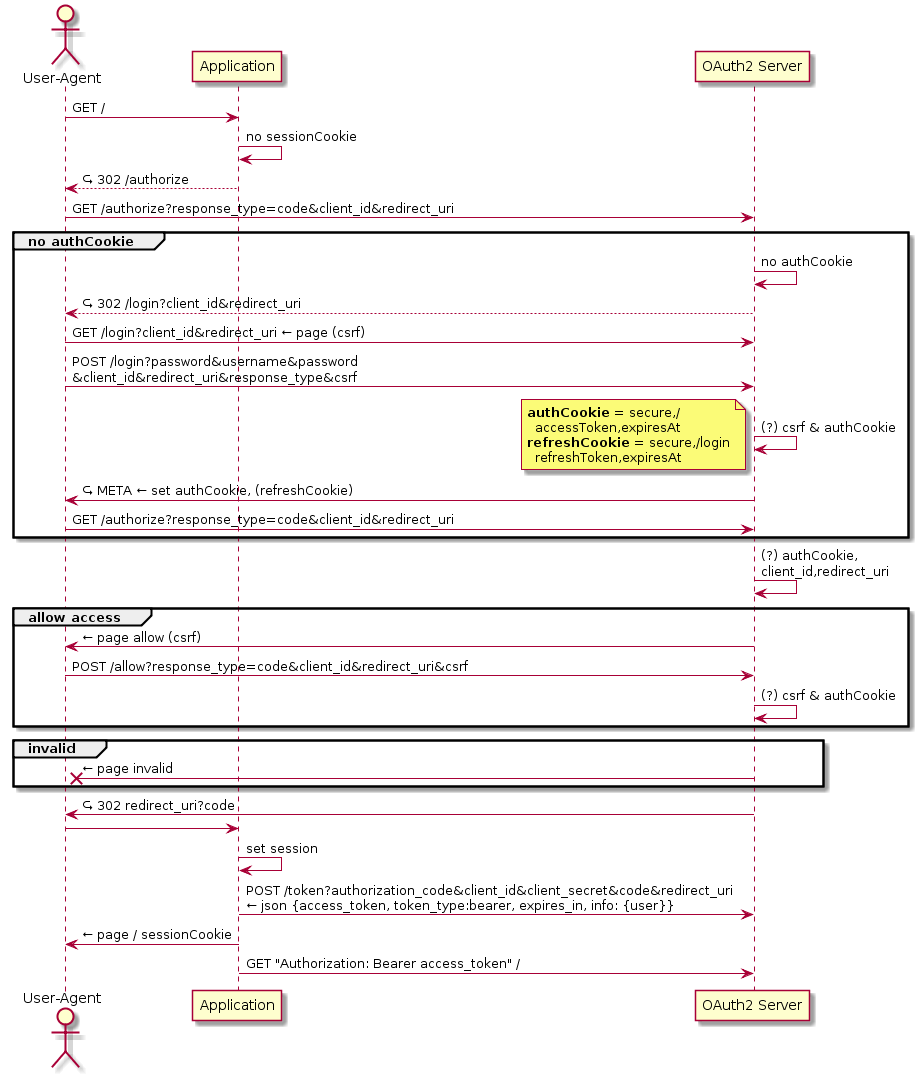 User-Agent
Application
OAuth2 Server
GET /
no sessionCookie
↪ 302 /authorize
GET /authorize?response_type=code&client_id&redirect_uri
no authCookie
no authCookie
↪ 302 /login?client_id&redirect_uri
GET /login?client_id&redirect_uri ← page (csrf)
POST /login?password&username&password
&client_id&redirect_uri&response_type&csrf
authCookie = secure,/
accessToken,expiresAt
refreshCookie = secure,/login
refreshToken,expiresAt
(?) csrf & authCookie
↪ META ← set authCookie, (refreshCookie)
GET /authorize?response_type=code&client_id&redirect_uri
(?) authCookie,
client_id,redirect_uri
allow access
← page allow (csrf)
POST /allow?response_type=code&client_id&redirect_uri&csrf
(?) csrf & authCookie
invalid
← page invalid
↪ 302 redirect_uri?code
set session
POST /token?authorization_code&client_id&client_secret&code&redirect_uri
← json {access_token, token_type:bearer, expires_in, info: {user}}
← page / sessionCookie
GET "Authorization: Bearer access_token" /
User-Agent
Application
OAuth2 Server